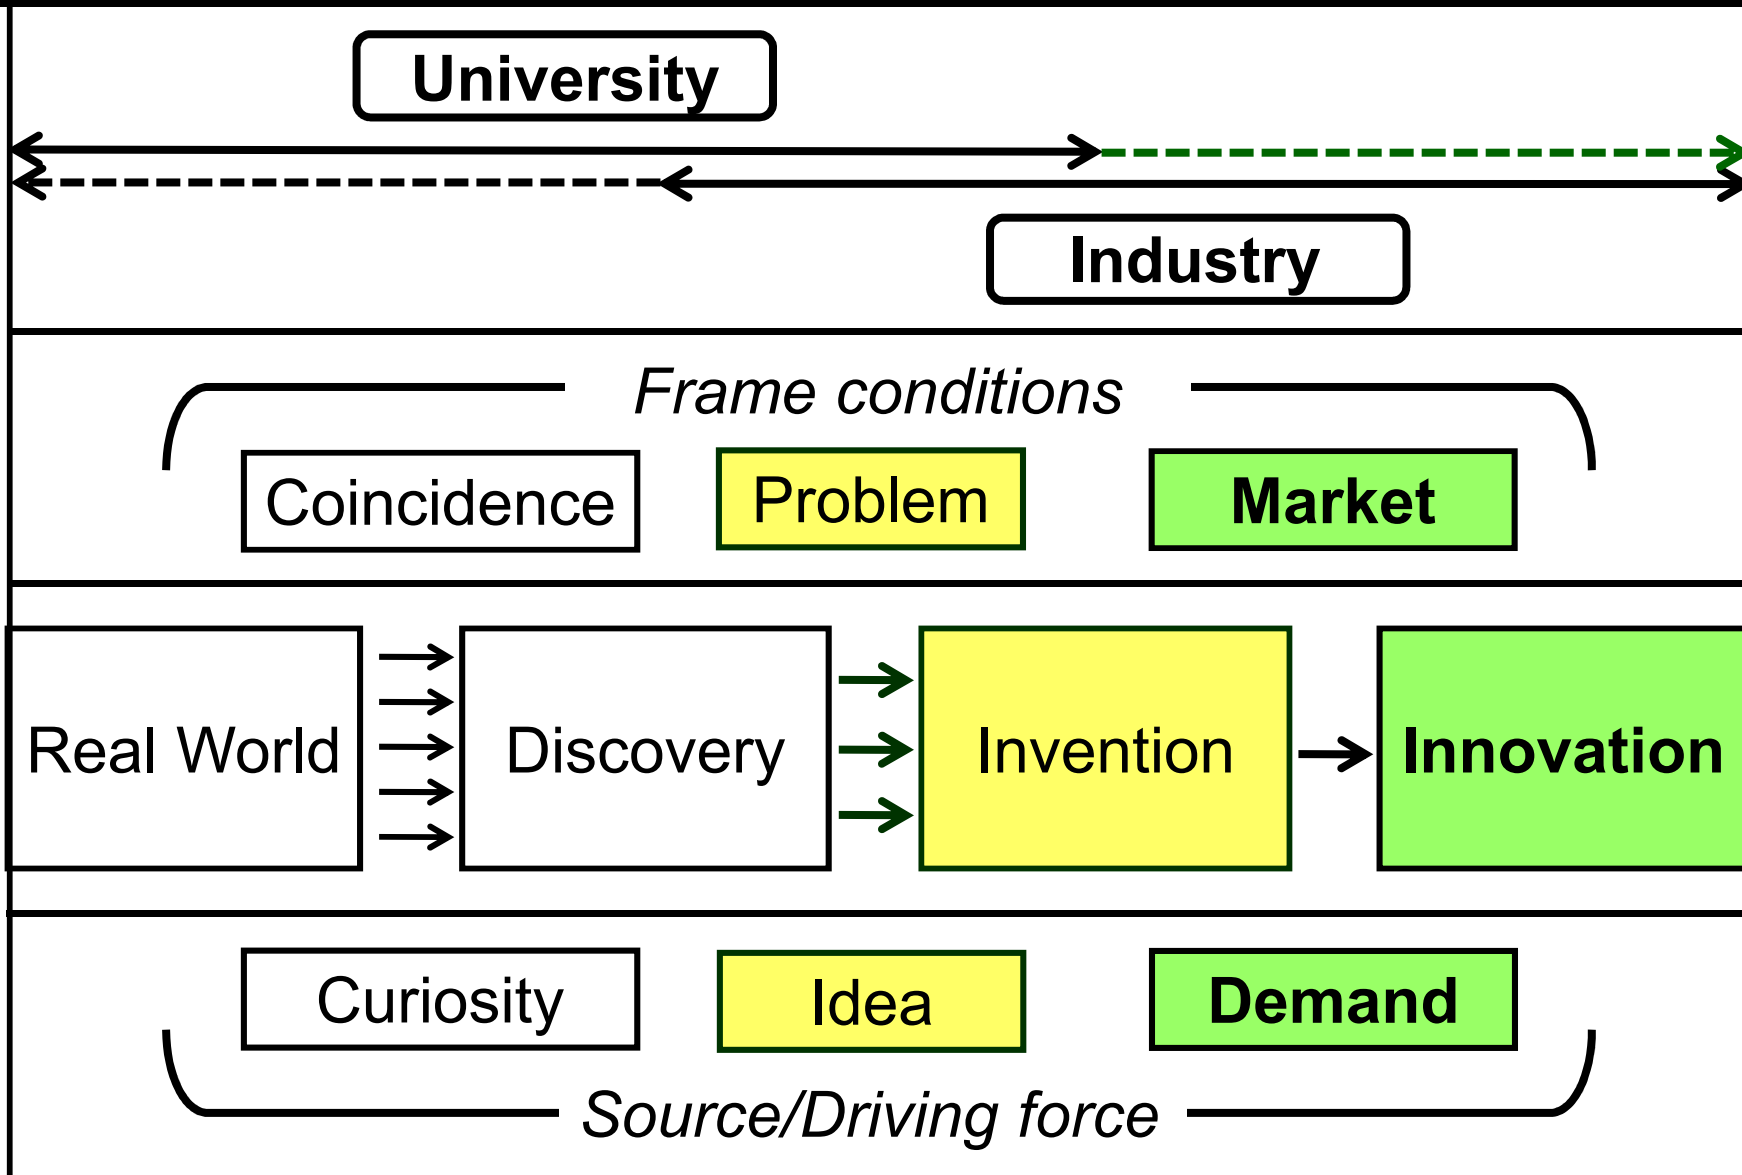 University
Industry
Frame conditions
Coincidence
Problem
Market
Real World
Discovery
Invention
Innovation
Curiosity
Idea
Demand
Source/Driving force